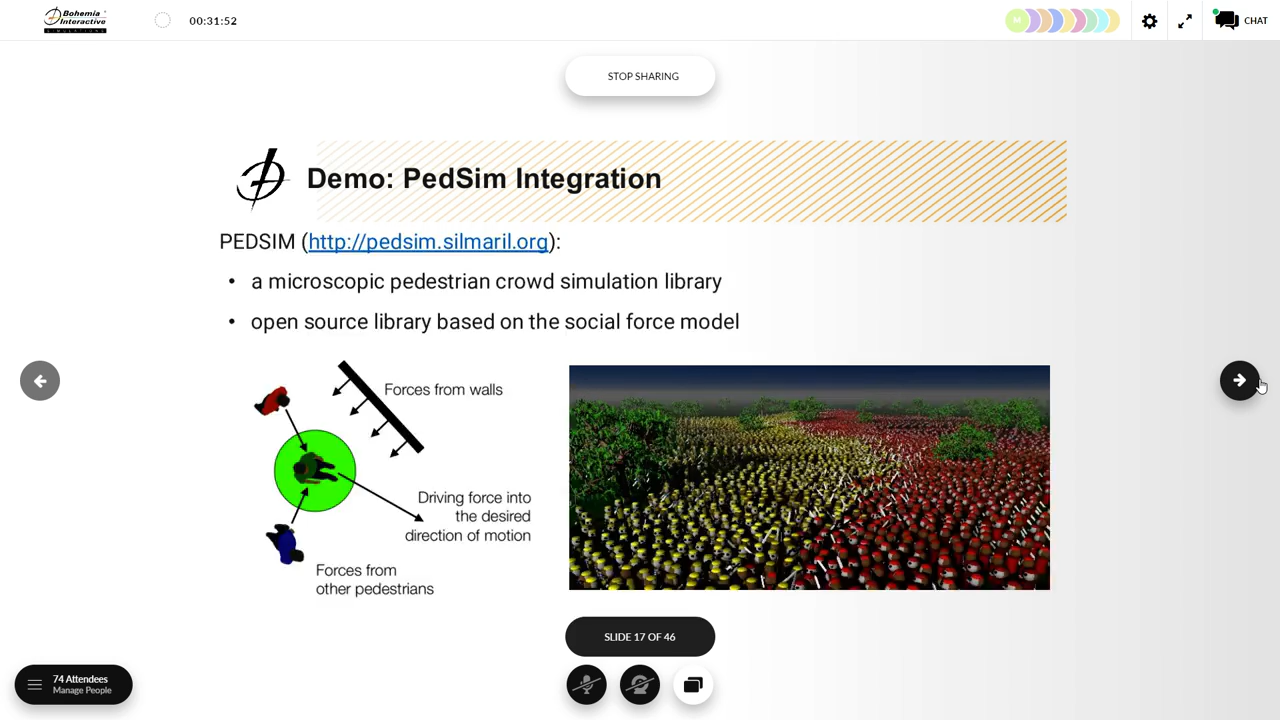 Bohemia
Interactive
SIMULATIONS
00:31:52
M
CHAT
STOP SHARING
Demo: PedSim Integration
PEDSIM (http://pedsim.silmaril.org):
• a microscopic pedestrian crowd simulation library
• open source library based on the social force model
Forces from walls
Driving force into
the desired
direction of motion
Forces from
other pedestrians
SLIDE 17 OF 46
74 Attendees
Manage People